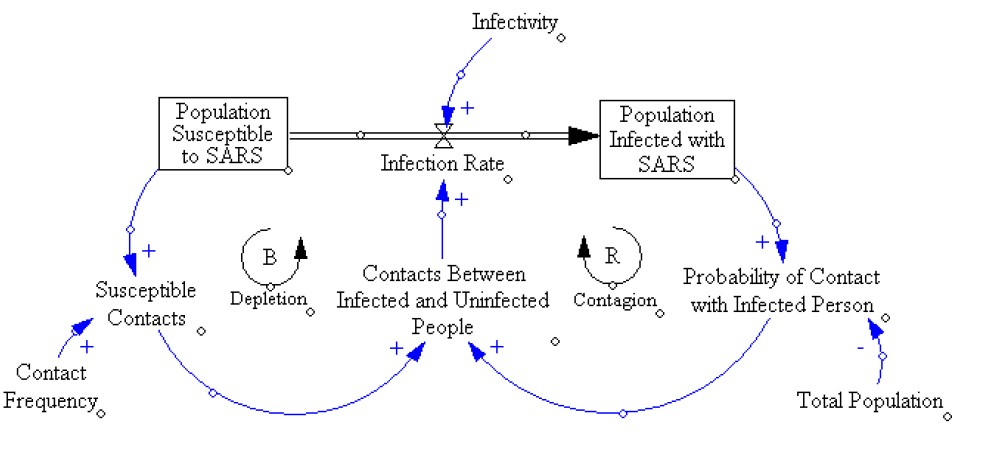 Infectivity
+
Population
Susceptible
to SARS
Population
Infected with
SARS
Infection Rate
+
+
+
B
R
Depletion
Contagion
Susceptible
Contacts
Contacts Between
Infected and Uninfected
People
Probability of Contact
with Infected Person
+
+
+
-
Contact
Frequency
Total Population